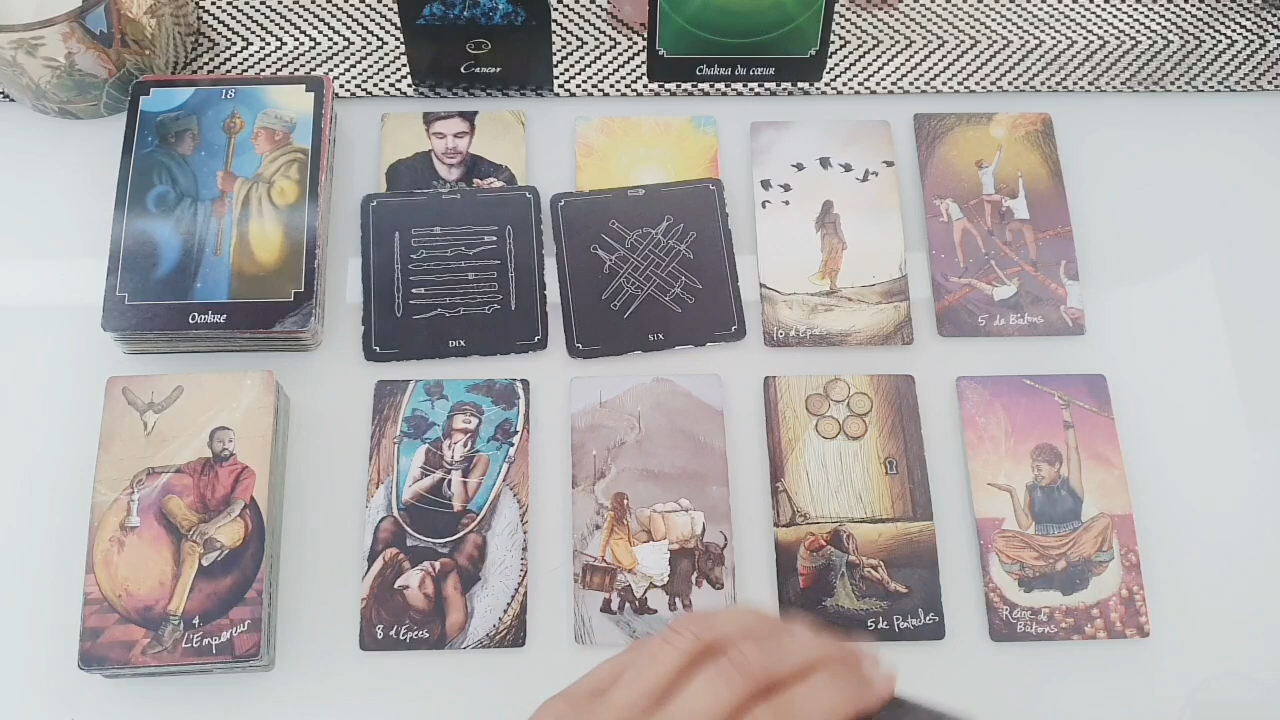 Cancer
Chakra du cœur
18
Ombre
DIX
SIX
10 d'Épées
5 de Bâtons
4.
L'Empereur
8 d'Épées
5 de Pentacles
Reine de
Bâtons